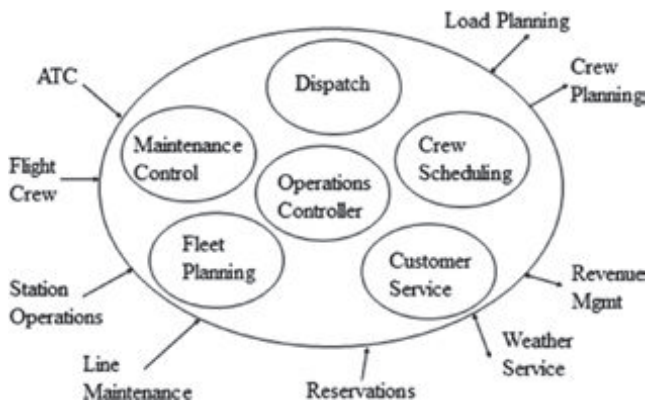 Load Planning
ATC
Dispatch
Crew
Planning
Maintenance
Control
Crew
Scheduling
Flight
Crew
Operations
Controller
Fleet
Planning
Customer
Service
Station
Operations
Revenue
Mgmt
Line
Maintenance
Weather
Service
Reservations